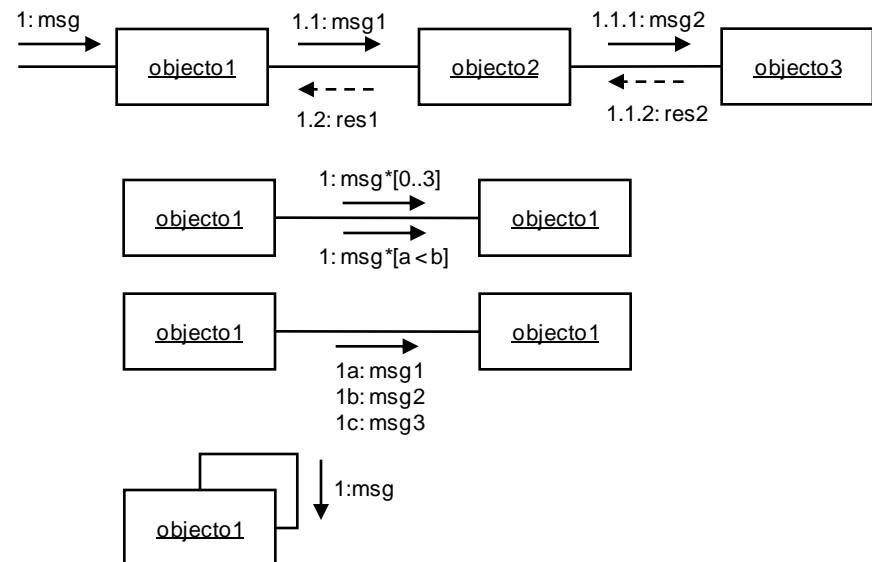 1: msg
1.1: msg1
1.1.1: msg2
objecto1
objecto2
objecto3
1.2: res1
1.1.2: res2
1: msg*[0..3]
objecto1
objecto1
1: msg*[a < b]
objecto1
objecto1
1a: msg1
1b: msg2
1c: msg3
1:msg
objecto1